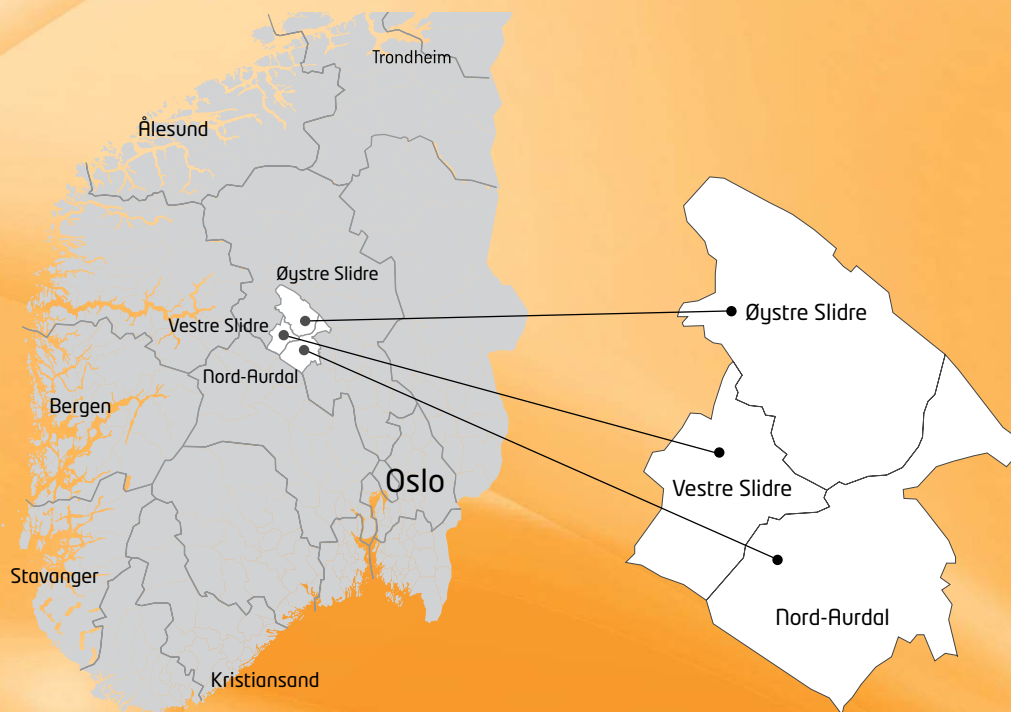 Trondheim
Ålesund
Øystre Slidre
Vestre Slidre
Nord-Aurdal
Bergen
Oslo
Stavanger
Kristiansand
Øystre Slidre
Vestre Slidre
Nord-Aurdal